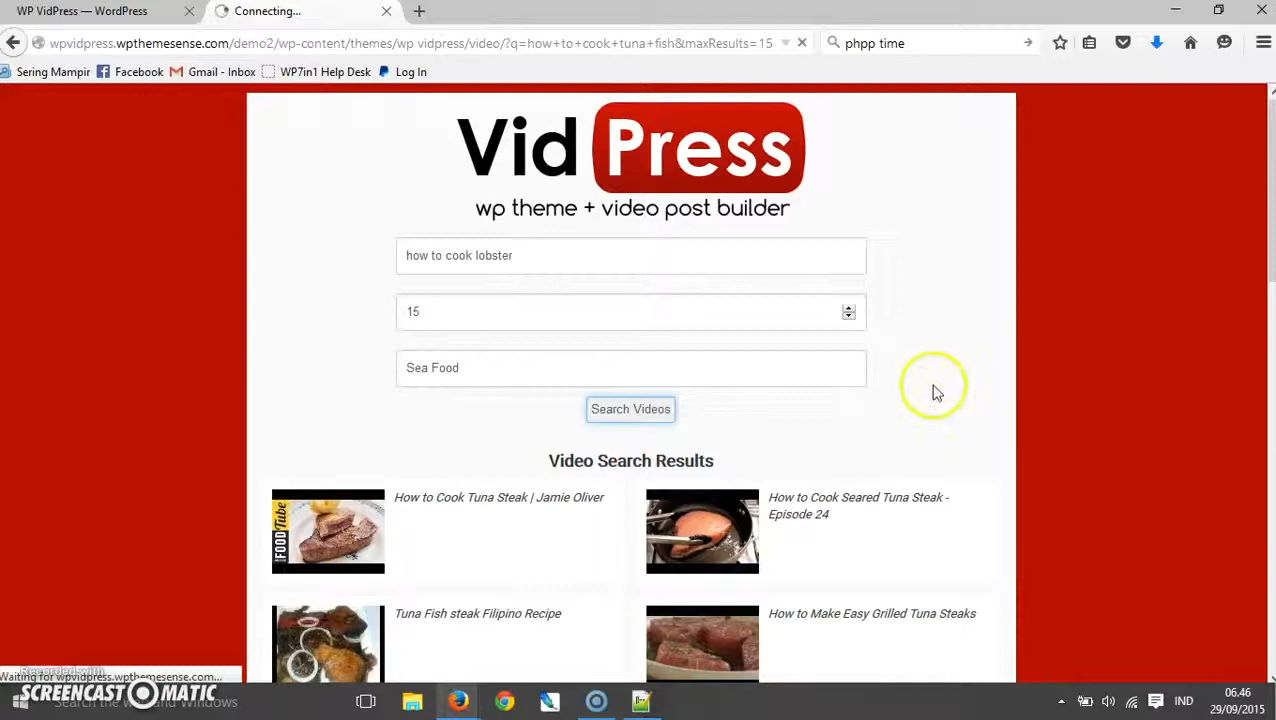 WP VidPress — WordPress
Connecting...
wpvidpress.wpthemesense.com/demo2/wp-content/themes/wp vidpress/video/?q=how+to+cook+tuna+fish&maxResults=15
phpp time
Sering Mampir
Facebook
Gmail - Inbox
WP7in1 Help Desk
Log In
Vid Press
wp theme + video post builder
how to cook lobster
15
Sea Food
Search Videos
Video Search Results
How to Cook Tuna Steak | Jamie Oliver
How to Cook Seared Tuna Steak -
Episode 24
FOODTube
Tuna Fish steak Filipino Recipe
How to Make Easy Grilled Tuna Steaks
Waiting for wpvidpress.wpthemesense.com...
Recorded with
SCREENCAST-O-MATIC
Search the web and Windows
IND
06.46
29/09/2015